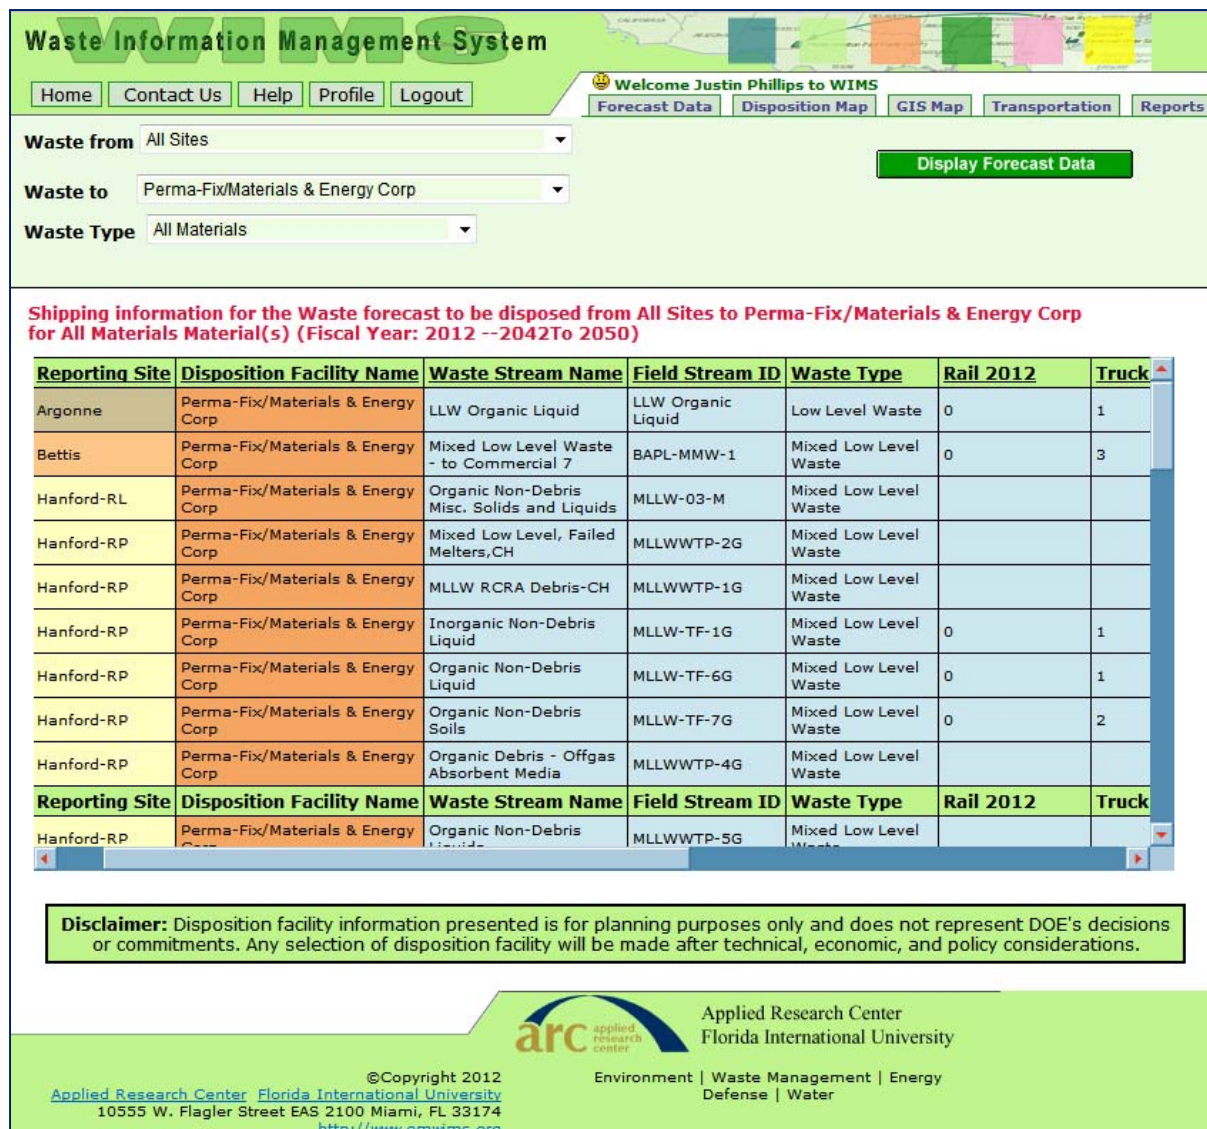 Waste Information Management System
WIMS
Home Contact Us Help Profile Logout
Welcome Justin Phillips to WIMS
Forecast Data Disposition Map GIS Map Transportation Reports
Waste from All Sites
Display Forecast Data
Waste to Perma-Fix/Materials & Energy Corp
Waste Type All Materials
Shipping information for the Waste forecast to be disposed from All Sites to Perma-Fix/Materials & Energy Corp
for All Materials Material(s) (Fiscal Year: 2012 --2042To 2050)
Reporting Site Disposition Facility Name Waste Stream Name Field Stream ID Waste Type Rail 2012 Truck
Argonne Perma-Fix/Materials & Energy Corp LLW Organic Liquid LLW Organic Liquid Low Level Waste 0 1
Bettis Perma-Fix/Materials & Energy Corp Mixed Low Level Waste - to Commercial 7 BAPL-MMW-1 Mixed Low Level Waste 0 3
Hanford-RL Perma-Fix/Materials & Energy Corp Organic Non-Debris Misc. Solids and Liquids MLLW-03-M Mixed Low Level Waste
Hanford-RP Perma-Fix/Materials & Energy Corp Mixed Low Level, Failed Melters,CH MLLWWTP-2G Mixed Low Level Waste
Hanford-RP Perma-Fix/Materials & Energy Corp MLLW RCRA Debris-CH MLLWWTP-1G Mixed Low Level Waste
Hanford-RP Perma-Fix/Materials & Energy Corp Inorganic Non-Debris Liquid MLLW-TF-1G Mixed Low Level Waste 0 1
Hanford-RP Perma-Fix/Materials & Energy Corp Organic Non-Debris Liquid MLLW-TF-6G Mixed Low Level Waste 0 1
Hanford-RP Perma-Fix/Materials & Energy Corp Organic Non-Debris Soils MLLW-TF-7G Mixed Low Level Waste 0 2
Hanford-RP Perma-Fix/Materials & Energy Corp Organic Debris - Offgas Absorbent Media MLLWWTP-4G Mixed Low Level Waste
Reporting Site Disposition Facility Name Waste Stream Name Field Stream ID Waste Type Rail 2012 Truck
Hanford-RP Perma-Fix/Materials & Energy Organic Non-Debris MLLWWTP-5G Mixed Low Level
Disclaimer: Disposition facility information presented is for planning purposes only and does not represent DOE's decisions
or commitments. Any selection of disposition facility will be made after technical, economic, and policy considerations.
arc applied research center
Applied Research Center
Florida International University
©Copyright 2012
Applied Research Center Florida International University
10555 W. Flagler Street EAS 2100 Miami, FL 33174
http://www.emwims.org
Environment | Waste Management | Energy
Defense | Water